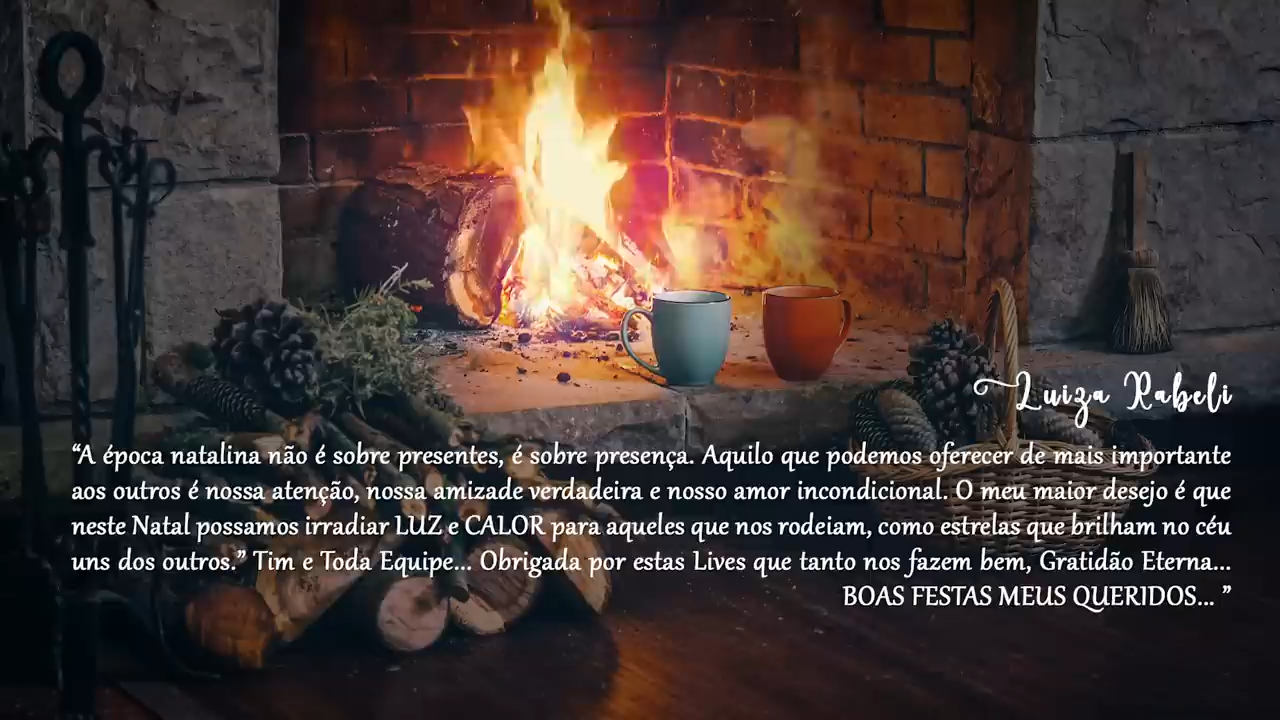 Luiza Rabeli
“A época natalina não é sobre presentes, é sobre presença. Aquilo que podemos oferecer de mais importante
aos outros é nossa atenção, nossa amizade verdadeira e nosso amor incondicional. O meu maior desejo é que
neste Natal possamos irradiar LUZ e CALOR para aqueles que nos rodeiam, como estrelas que brilham no céu
uns dos outros.” Tim e Toda Equipe... Obrigada por estas Lives que tanto nos fazem bem, Gratidão Eterna...
BOAS FESTAS MEUS QUERIDOS... ”